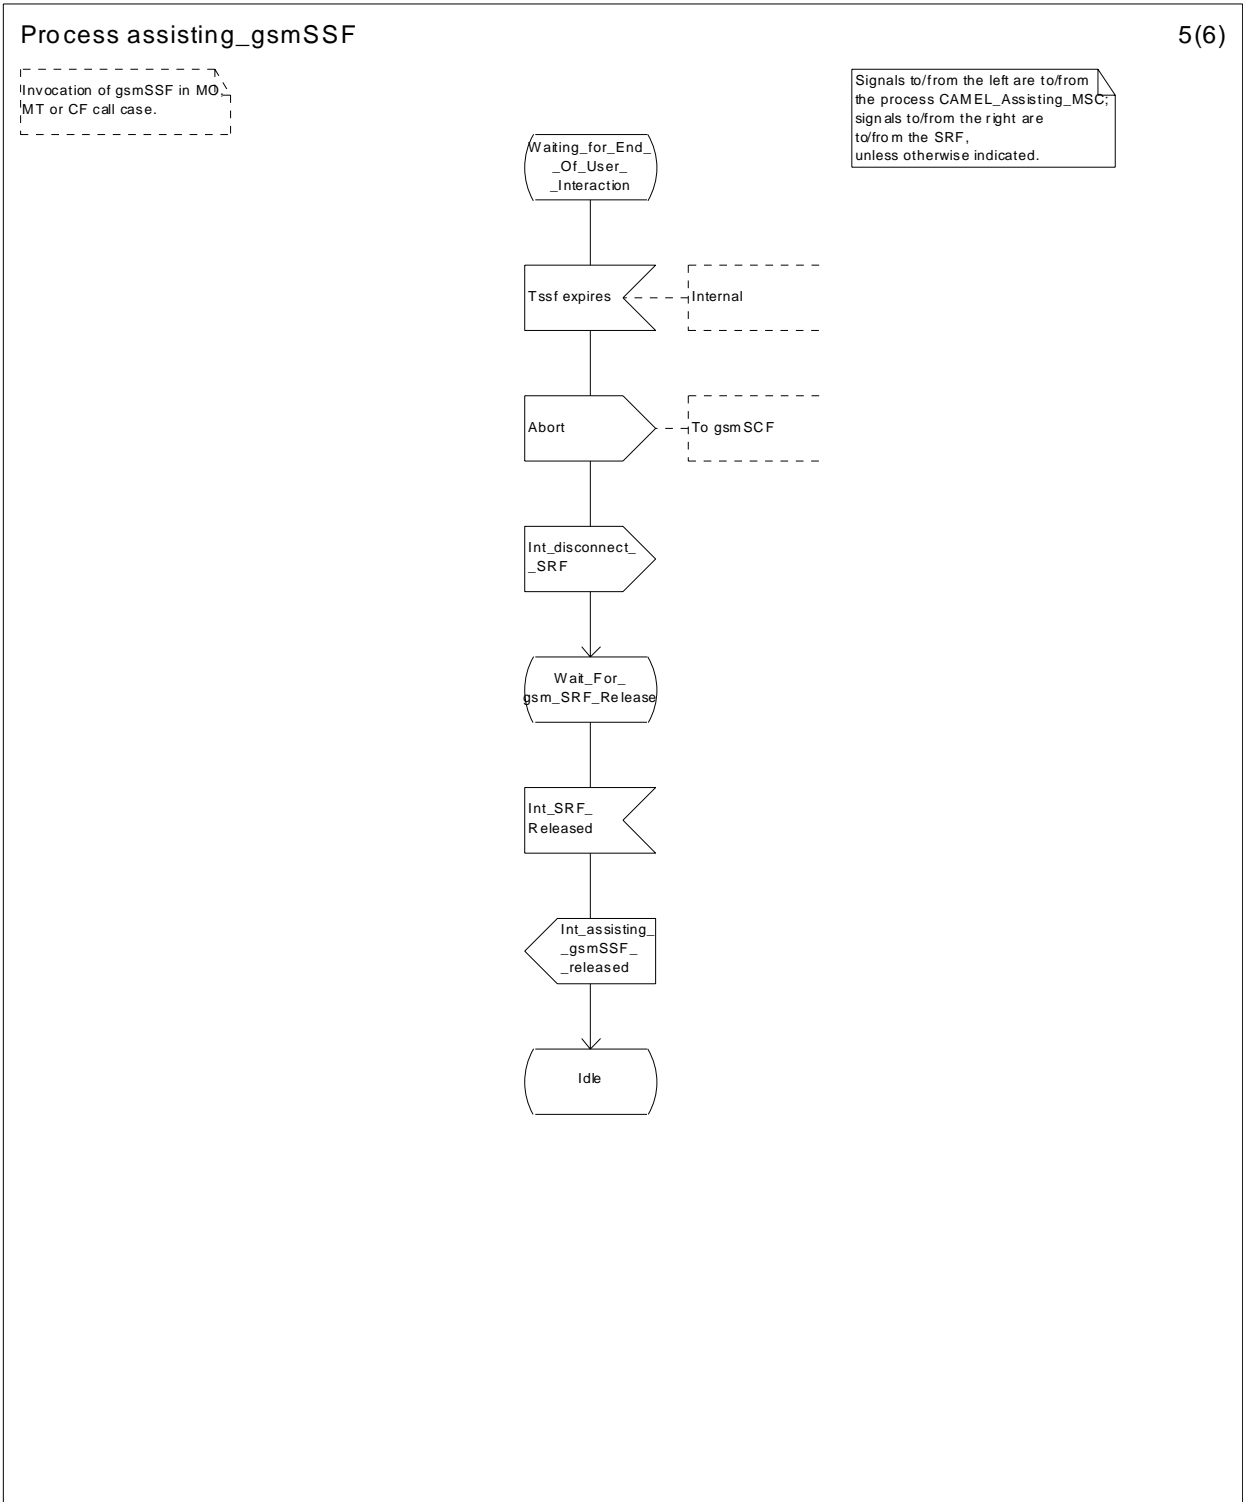 Process assisting_gsmSSF
5(6)
Invocation of gsmSSF in MO,
MT or CF call case.
Signals to/from the left are to/from
the process CAMEL_Assisting_MSC;
signals to/from the right are
to/from the SRF,
unless otherwise indicated.
Waiting_for_End_
_Of_User_
_Interaction
Tssf expires
Internal
Abort
To gsmSCF
Int_disconnect_
_SRF
Wait_For_
gsm_SRF_Release
Int_SRF_
Released
Int_assisting_
_gsmSSF_
_released
Idle